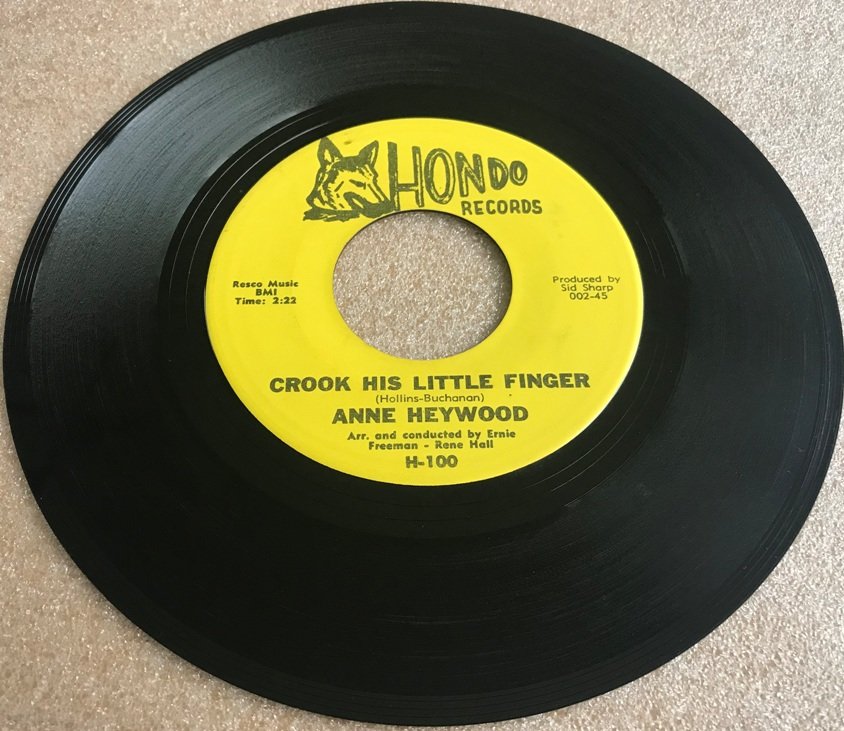 HONDO
RECORDS
Resco Music
BMI
Time: 2:22
Produced by
Sid Sharp
002-45
CROOK HIS LITTLE FINGER
(Hollins-Buchanan)
ANNE HEYWOOD
Arr. and conducted by Ernie
Freeman - Rene Hall
H-100